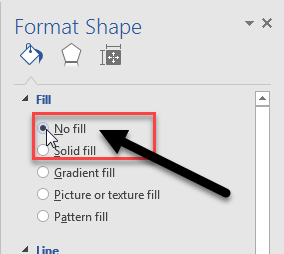 Format Shape
Fill
No fill
Solid fill
Gradient fill
Picture or texture fill
Pattern fill
Line